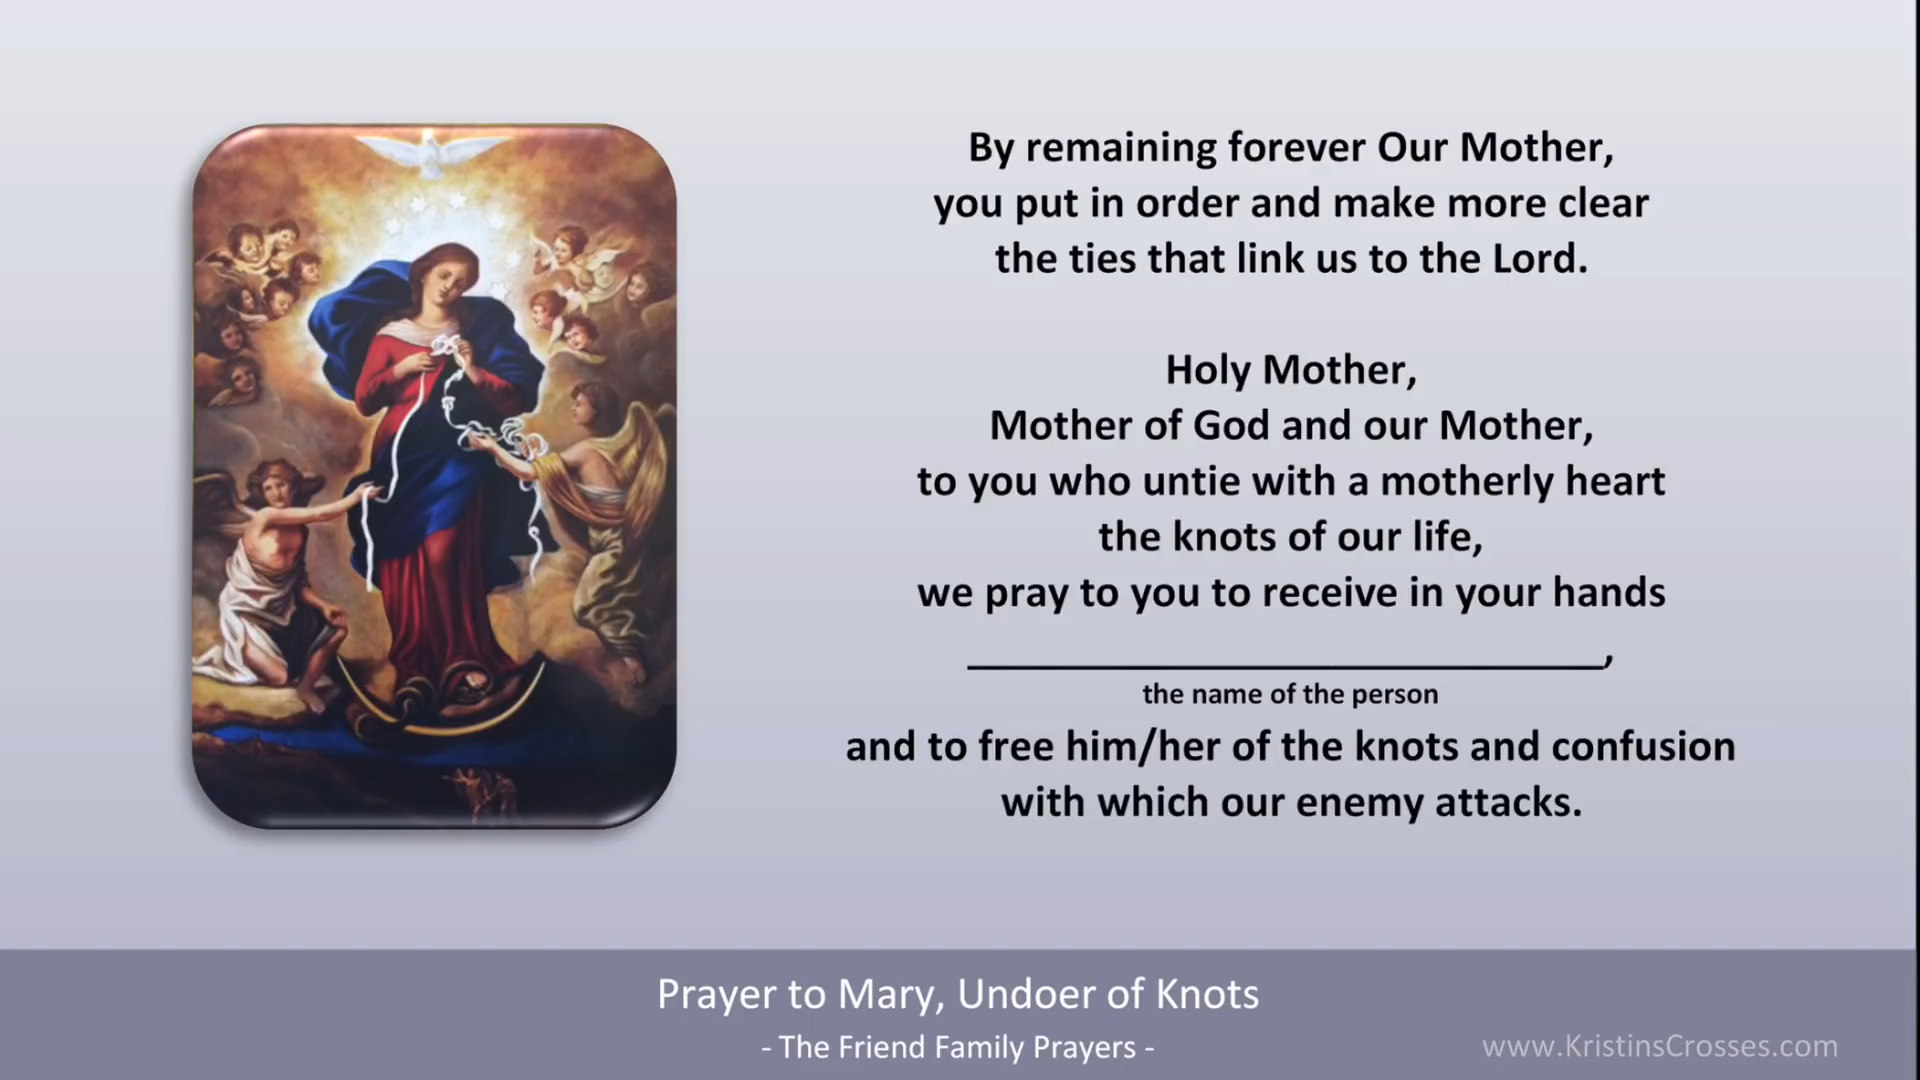 By remaining forever Our Mother,
you put in order and make more clear
the ties that link us to the Lord.
Holy Mother,
Mother of God and our Mother,
to you who untie with a motherly heart
the knots of our life,
we pray to you to receive in your hands
______________________________,
the name of the person
and to free him/her of the knots and confusion
with which our enemy attacks.
Prayer to Mary, Undoer of Knots
- The Friend Family Prayers -
www.KristinsCrosses.com